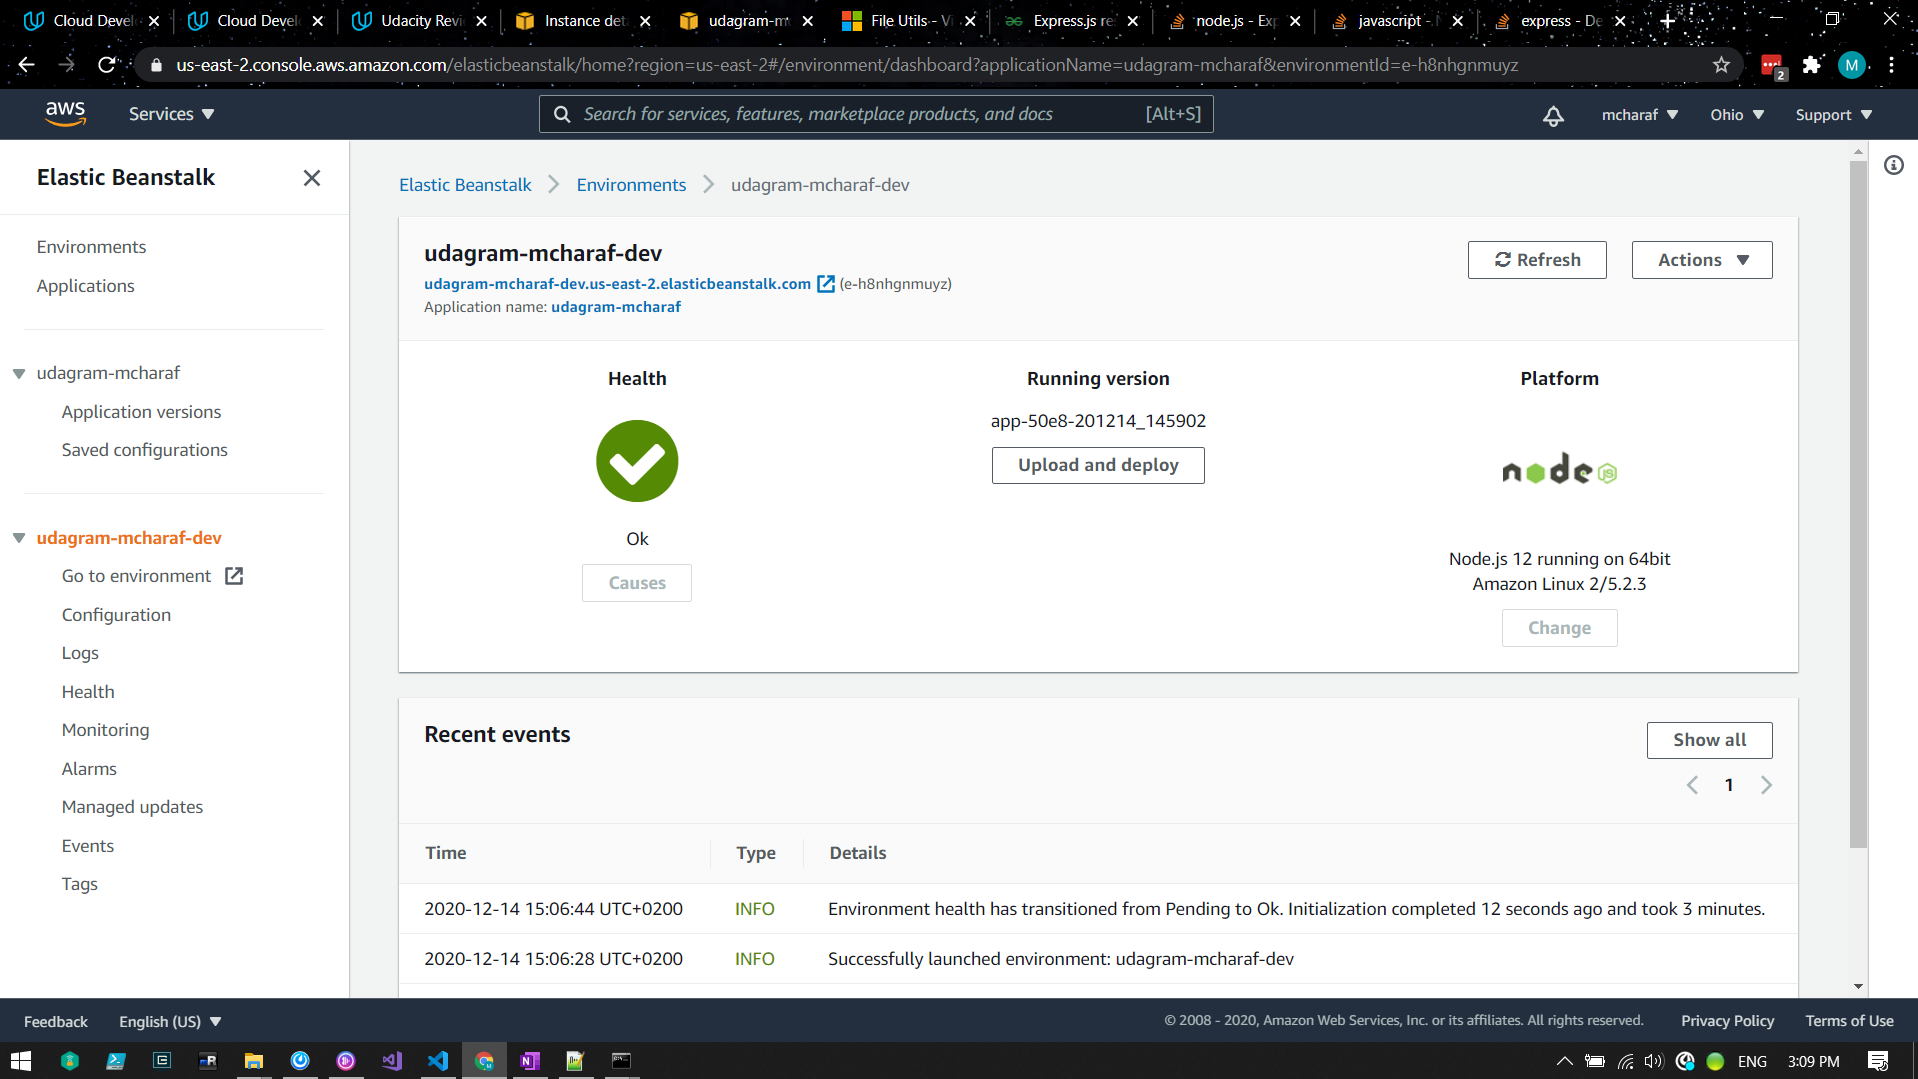 Cloud Devel
Cloud Devel
Udacity Revi
Instance det
udagram-m
File Utils - Vi
Express.js re
node.js - Exp
javascript - N
express - De
us-east-2.console.aws.amazon.com/elasticbeanstalk/home?region=us-east-2#/environment/dashboard?applicationName=udagram-mcharaf&environmentId=e-h8nhgnmuyz
2
M
aws
Services
Search for services, features, marketplace products, and docs
[Alt+S]
mcharaf
Ohio
Support
Elastic Beanstalk
Environments
Applications
udagram-mcharaf
Application versions
Saved configurations
udagram-mcharaf-dev
Go to environment
Configuration
Logs
Health
Monitoring
Alarms
Managed updates
Events
Tags
Elastic Beanstalk
Environments
udagram-mcharaf-dev
udagram-mcharaf-dev
udagram-mcharaf-dev.us-east-2.elasticbeanstalk.com (e-h8nhgnmuyz)
Application name: udagram-mcharaf
Refresh
Actions
Health
Ok
Causes
Running version
app-50e8-201214_145902
Upload and deploy
Platform
node JS
Node.js 12 running on 64bit
Amazon Linux 2/5.2.3
Change
Recent events
Show all
1
Time Type Details
2020-12-14 15:06:44 UTC+0200 INFO Environment health has transitioned from Pending to Ok. Initialization completed 12 seconds ago and took 3 minutes.
2020-12-14 15:06:28 UTC+0200 INFO Successfully launched environment: udagram-mcharaf-dev
Feedback
English (US)
© 2008 - 2020, Amazon Web Services, Inc. or its affiliates. All rights reserved.
Privacy Policy
Terms of Use
ENG
3:09 PM